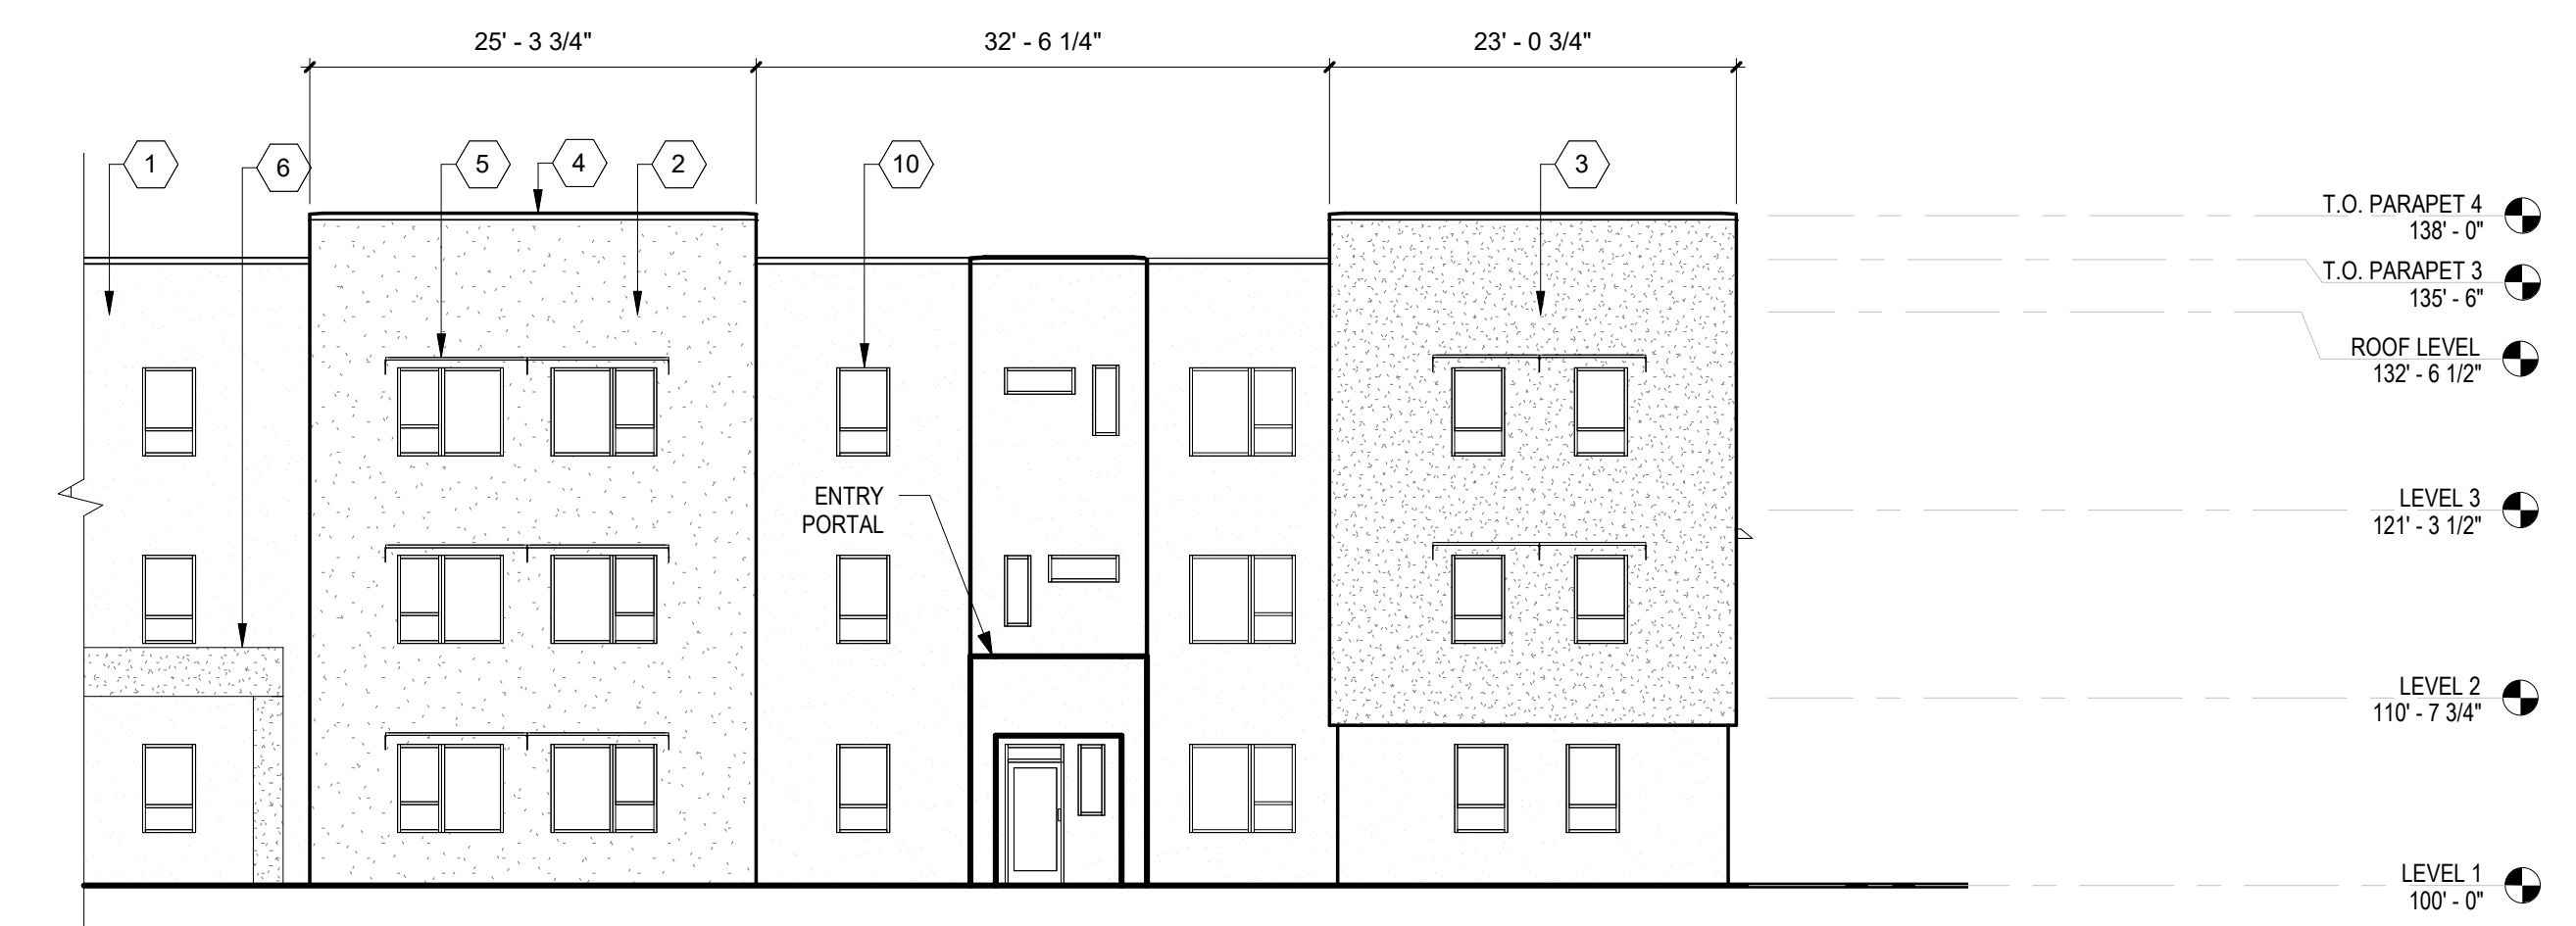 25' - 3 3/4"
32' - 6 1/4"
23' - 0 3/4"
1
6
5
4
2
10
3
T.O. PARAPET 4
138' - 0"
T.O. PARAPET 3
135' - 6"
ROOF LEVEL
132' - 6 1/2"
ENTRY
PORTAL
LEVEL 3
121' - 3 1/2"
LEVEL 2
110' - 7 3/4"
LEVEL 1
100' - 0"